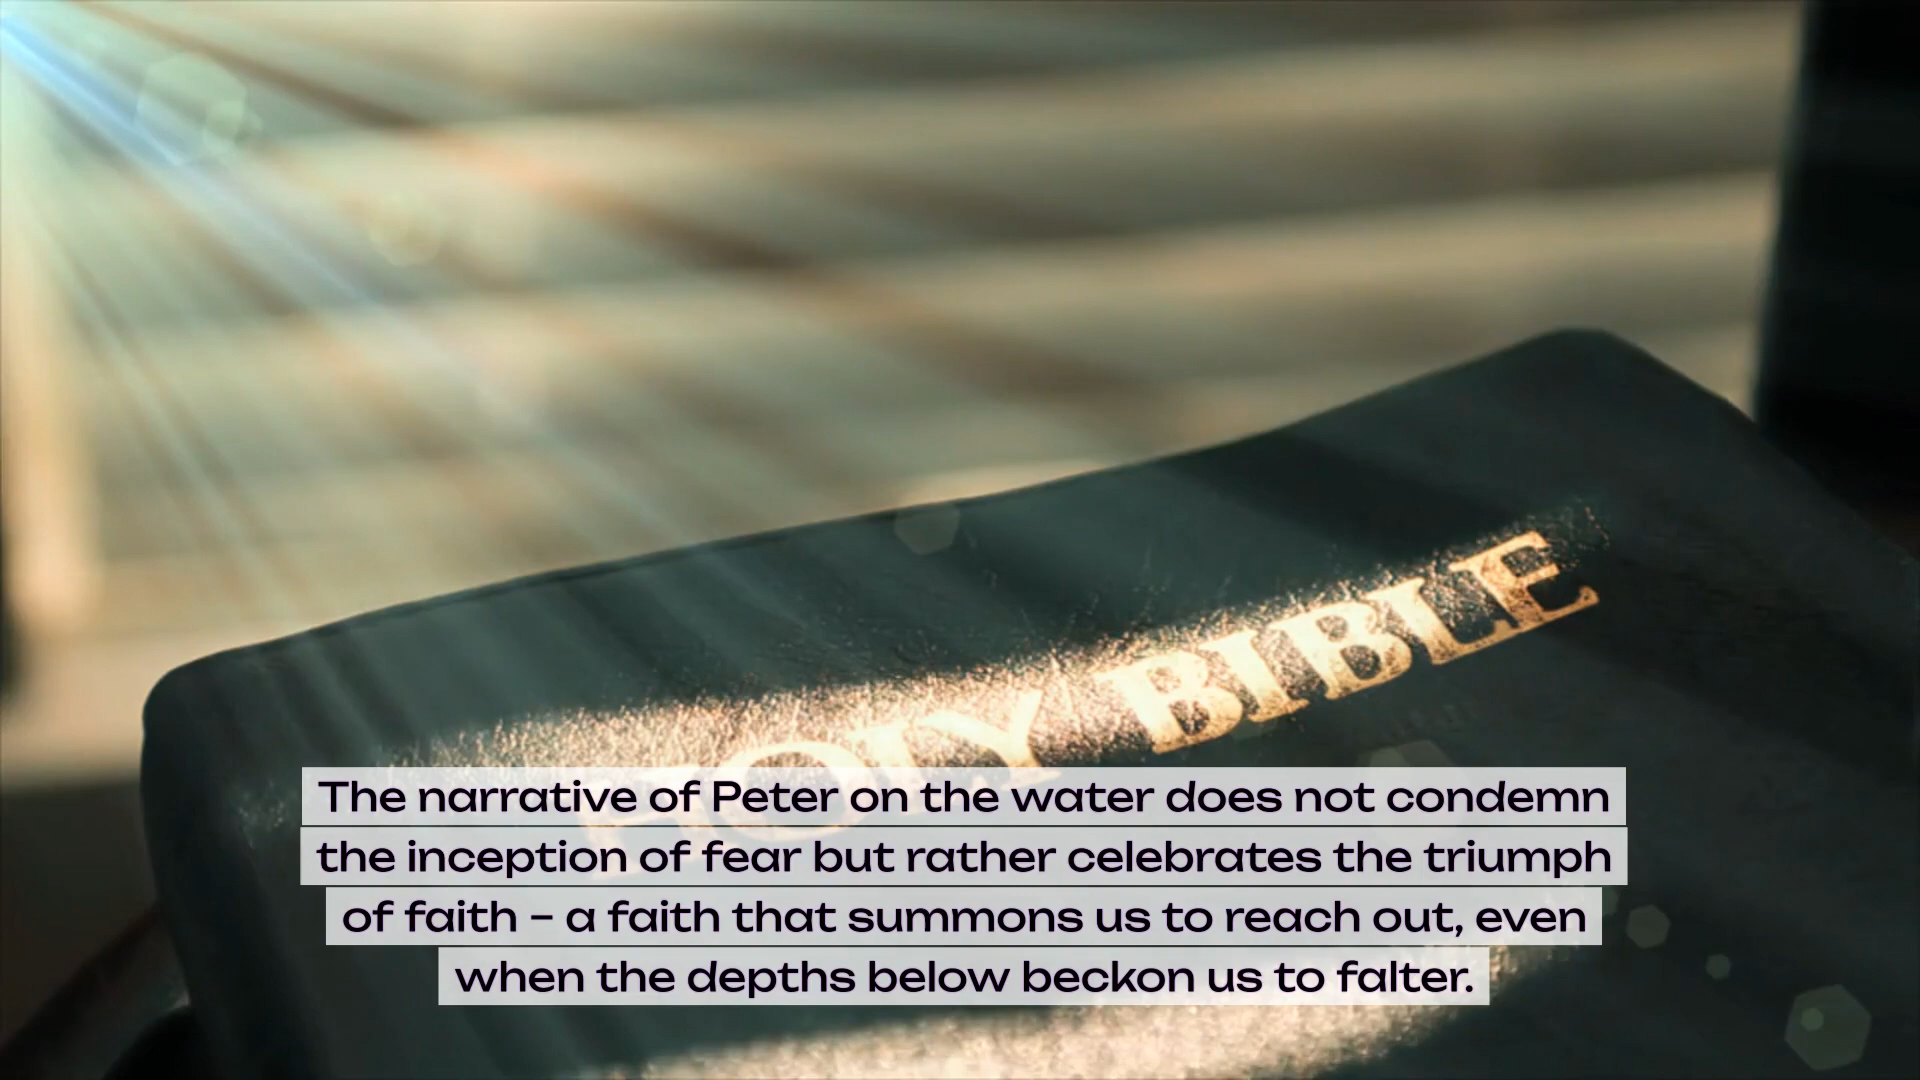 HOLY BIBLE
The narrative of Peter on the water does not condemn
the inception of fear but rather celebrates the triumph
of faith – a faith that summons us to reach out, even
when the depths below beckon us to falter.